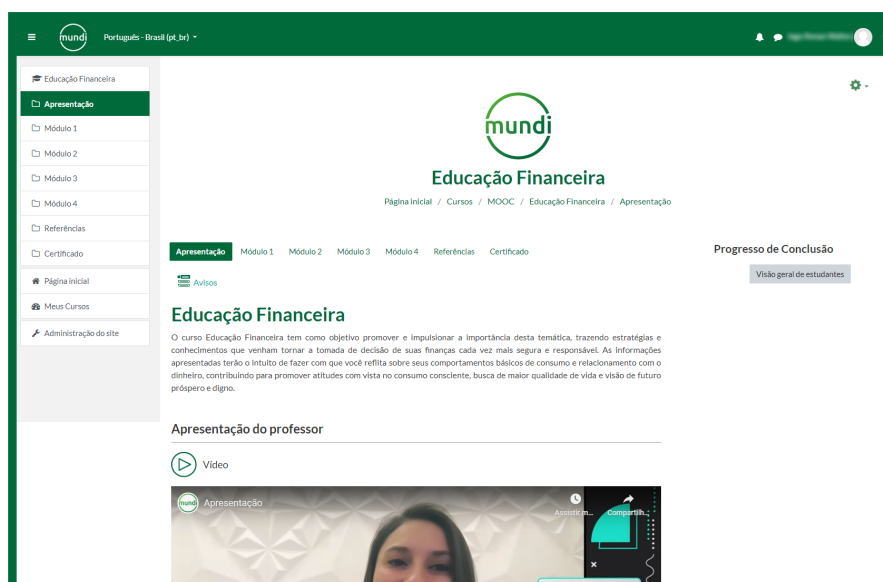 mundi
Português - Brasil (pt_br)
Educação Financeira
Apresentação
Módulo 1
Módulo 2
Módulo 3
Módulo 4
Referências
Certificado
Página inicial
Meus Cursos
Administração do site
mundi
Educação Financeira
Página inicial / Cursos / MOOC / Educação Financeira / Apresentação
Apresentação Módulo 1 Módulo 2 Módulo 3 Módulo 4 Referências Certificado
Avisos
Progresso de Conclusão
Visão geral de estudantes
Educação Financeira
O curso Educação Financeira tem como objetivo promover e impulsionar a importância desta temática, trazendo estratégias e
conhecimentos que venham tornar a tomada de decisão de suas finanças cada vez mais segura e responsável. As informações
apresentadas terão o intuito de fazer com que você reflita sobre seus comportamentos básicos de consumo e relacionamento com o
dinheiro, contribuindo para promover atitudes com vista no consumo consciente, busca de maior qualidade de vida e visão de futuro
próspero e digno.
Apresentação do professor
Vídeo
mundi Apresentação
Assistir m... Compartilh...